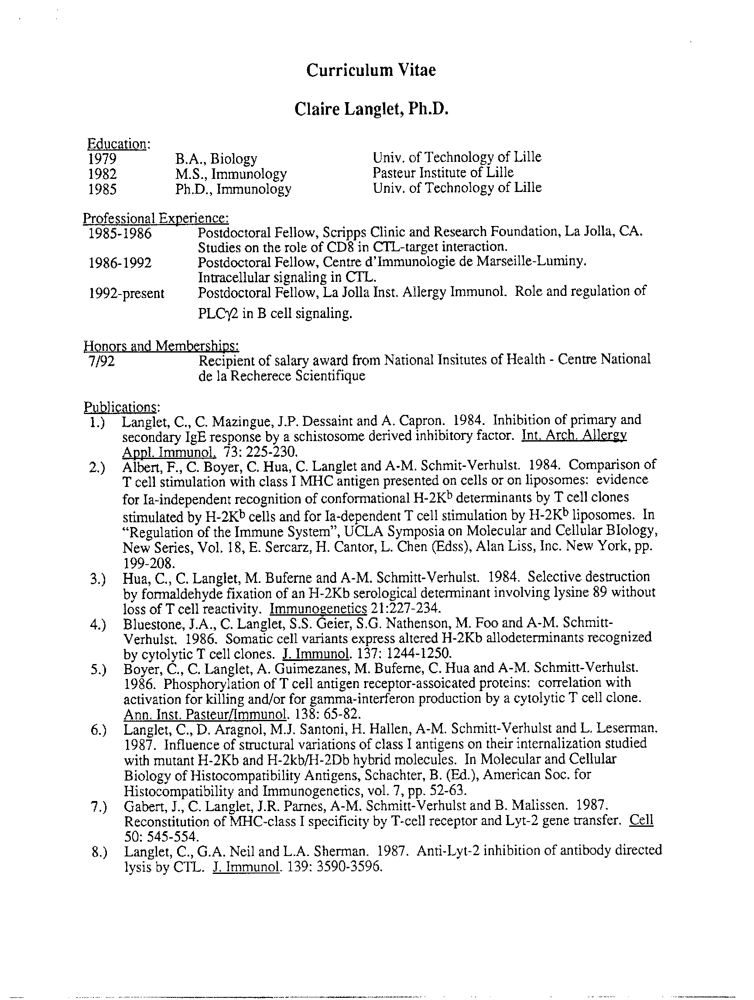 Curriculum Vitae
Claire Langlet, Ph.D.
Education:
1979 B.A., Biology Univ. of Technology of Lille
1982 M.S., Immunology Pasteur Institute of Lille
1985 Ph.D., Immunology Univ. of Technology of Lille
Professional Experience:
1985-1986 Postdoctoral Fellow, Scripps Clinic and Research Foundation, La Jolla, CA.
Studies on the role of CD8 in CTL-target interaction.
1986-1992 Postdoctoral Fellow, Centre d'Immunologie de Marseille-Luminy.
Intracellular signaling in CTL.
1992-present Postdoctoral Fellow, La Jolla Inst. Allergy Immunol. Role and regulation of
PLCγ2 in B cell signaling.
Honors and Memberships:
7/92 Recipient of salary award from National Insitutes of Health - Centre National
de la Recherece Scientifique
Publications:
1.) Langlet, C., C. Mazingue, J.P. Dessaint and A. Capron. 1984. Inhibition of primary and
secondary IgE response by a schistosome derived inhibitory factor. Int. Arch. Allergy
Appl. Immunol. 73: 225-230.
2.) Albert, F., C. Boyer, C. Hua, C. Langlet and A-M. Schmit-Verhulst. 1984. Comparison of
T cell stimulation with class I MHC antigen presented on cells or on liposomes: evidence
for Ia-independent recognition of conformational H-2Kb determinants by T cell clones
stimulated by H-2Kb cells and for Ia-dependent T cell stimulation by H-2Kb liposomes. In
"Regulation of the Immune System", UCLA Symposia on Molecular and Cellular BIology,
New Series, Vol. 18, E. Sercarz, H. Cantor, L. Chen (Edss), Alan Liss, Inc. New York, pp.
199-208.
3.) Hua, C., C. Langlet, M. Buferne and A-M. Schmitt-Verhulst. 1984. Selective destruction
by formaldehyde fixation of an H-2Kb serological determinant involving lysine 89 without
loss of T cell reactivity. Immunogenetics 21:227-234.
4.) Bluestone, J.A., C. Langlet, S.S. Geier, S.G. Nathenson, M. Foo and A-M. Schmitt-
Verhulst. 1986. Somatic cell variants express altered H-2Kb allodeterminants recognized
by cytolytic T cell clones. J. Immunol. 137: 1244-1250.
5.) Boyer, C., C. Langlet, A. Guimezanes, M. Buferne, C. Hua and A-M. Schmitt-Verhulst.
1986. Phosphorylation of T cell antigen receptor-assoicated proteins: correlation with
activation for killing and/or for gamma-interferon production by a cytolytic T cell clone.
Ann. Inst. Pasteur/Immunol. 138: 65-82.
6.) Langlet, C., D. Aragnol, M.J. Santoni, H. Hallen, A-M. Schmitt-Verhulst and L. Leserman.
1987. Influence of structural variations of class I antigens on their internalization studied
with mutant H-2Kb and H-2kb/H-2Db hybrid molecules. In Molecular and Cellular
Biology of Histocompatibility Antigens, Schachter, B. (Ed.), American Soc. for
Histocompatibility and Immunogenetics, vol. 7, pp. 52-63.
7.) Gabert, J., C. Langlet, J.R. Parnes, A-M. Schmitt-Verhulst and B. Malissen. 1987.
Reconstitution of MHC-class I specificity by T-cell receptor and Lyt-2 gene transfer. Cell
50: 545-554.
8.) Langlet, C., G.A. Neil and L.A. Sherman. 1987. Anti-Lyt-2 inhibition of antibody directed
lysis by CTL. J. Immunol. 139: 3590-3596.